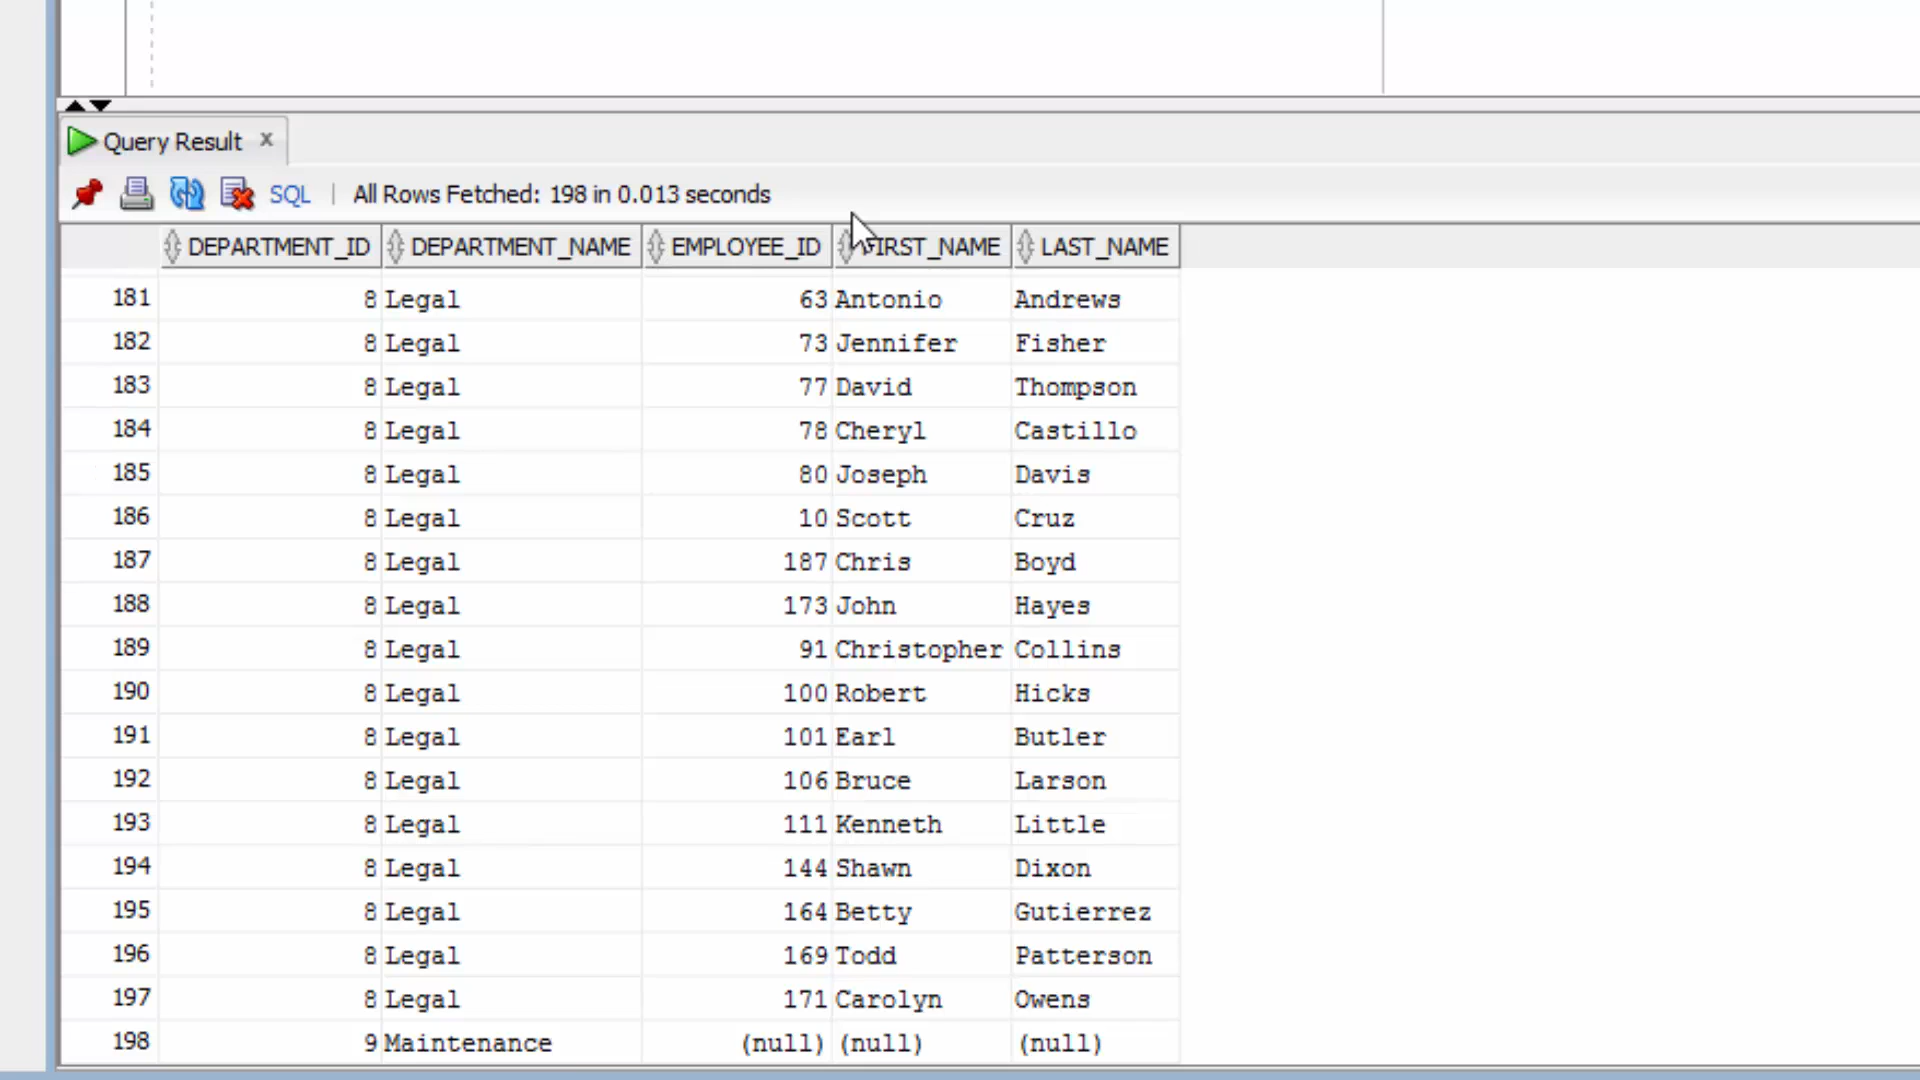 Query Result x
SQL | All Rows Fetched: 198 in 0.013 seconds
DEPARTMENT_ID DEPARTMENT_NAME EMPLOYEE_ID FIRST_NAME LAST_NAME
181 8 Legal 63 Antonio Andrews
182 8 Legal 73 Jennifer Fisher
183 8 Legal 77 David Thompson
184 8 Legal 78 Cheryl Castillo
185 8 Legal 80 Joseph Davis
186 8 Legal 10 Scott Cruz
187 8 Legal 187 Chris Boyd
188 8 Legal 173 John Hayes
189 8 Legal 91 Christopher Collins
190 8 Legal 100 Robert Hicks
191 8 Legal 101 Earl Butler
192 8 Legal 106 Bruce Larson
193 8 Legal 111 Kenneth Little
194 8 Legal 144 Shawn Dixon
195 8 Legal 164 Betty Gutierrez
196 8 Legal 169 Todd Patterson
197 8 Legal 171 Carolyn Owens
198 9 Maintenance (null) (null) (null)